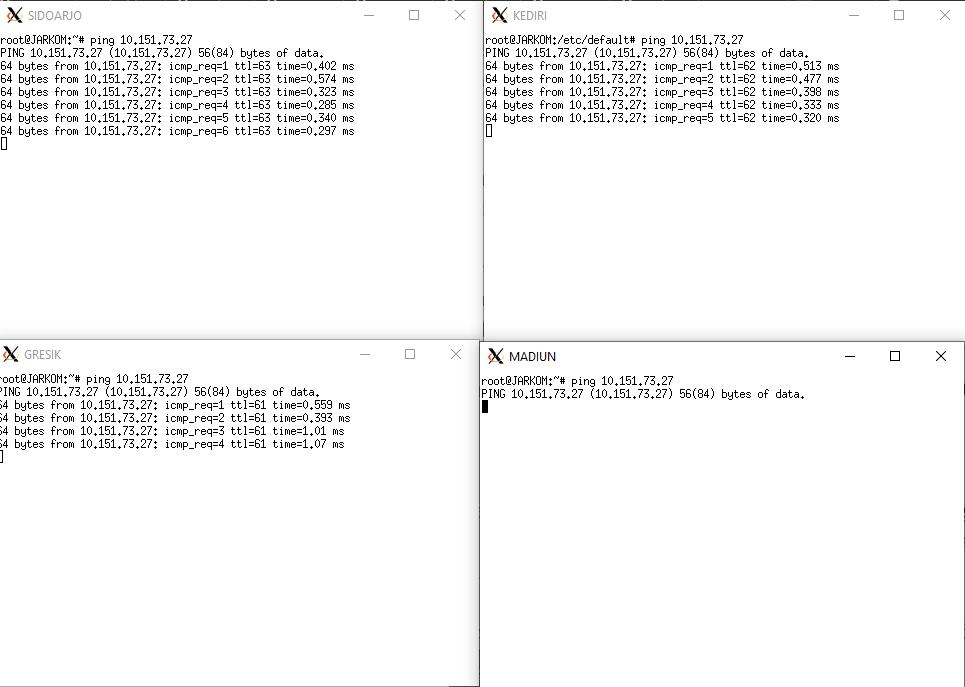 SIDOARJO
root@JARKOM:~# ping 10.151.73.27
PING 10.151.73.27 (10.151.73.27) 56(84) bytes of data.
64 bytes from 10.151.73.27: icmp_req=1 ttl=63 time=0.402 ms
64 bytes from 10.151.73.27: icmp_req=2 ttl=63 time=0.574 ms
64 bytes from 10.151.73.27: icmp_req=3 ttl=63 time=0.323 ms
64 bytes from 10.151.73.27: icmp_req=4 ttl=63 time=0.285 ms
64 bytes from 10.151.73.27: icmp_req=5 ttl=63 time=0.340 ms
64 bytes from 10.151.73.27: icmp_req=6 ttl=63 time=0.297 ms
KEDIRI
root@JARKOM:/etc/default# ping 10.151.73.27
PING 10.151.73.27 (10.151.73.27) 56(84) bytes of data.
64 bytes from 10.151.73.27: icmp_req=1 ttl=62 time=0.513 ms
64 bytes from 10.151.73.27: icmp_req=2 ttl=62 time=0.477 ms
64 bytes from 10.151.73.27: icmp_req=3 ttl=62 time=0.398 ms
64 bytes from 10.151.73.27: icmp_req=4 ttl=62 time=0.333 ms
64 bytes from 10.151.73.27: icmp_req=5 ttl=62 time=0.320 ms
GRESIK
root@JARKOM:~# ping 10.151.73.27
PING 10.151.73.27 (10.151.73.27) 56(84) bytes of data.
64 bytes from 10.151.73.27: icmp_req=1 ttl=61 time=0.559 ms
64 bytes from 10.151.73.27: icmp_req=2 ttl=61 time=0.393 ms
64 bytes from 10.151.73.27: icmp_req=3 ttl=61 time=1.01 ms
64 bytes from 10.151.73.27: icmp_req=4 ttl=61 time=1.07 ms
MADIUN
root@JARKOM:~# ping 10.151.73.27
PING 10.151.73.27 (10.151.73.27) 56(84) bytes of data.